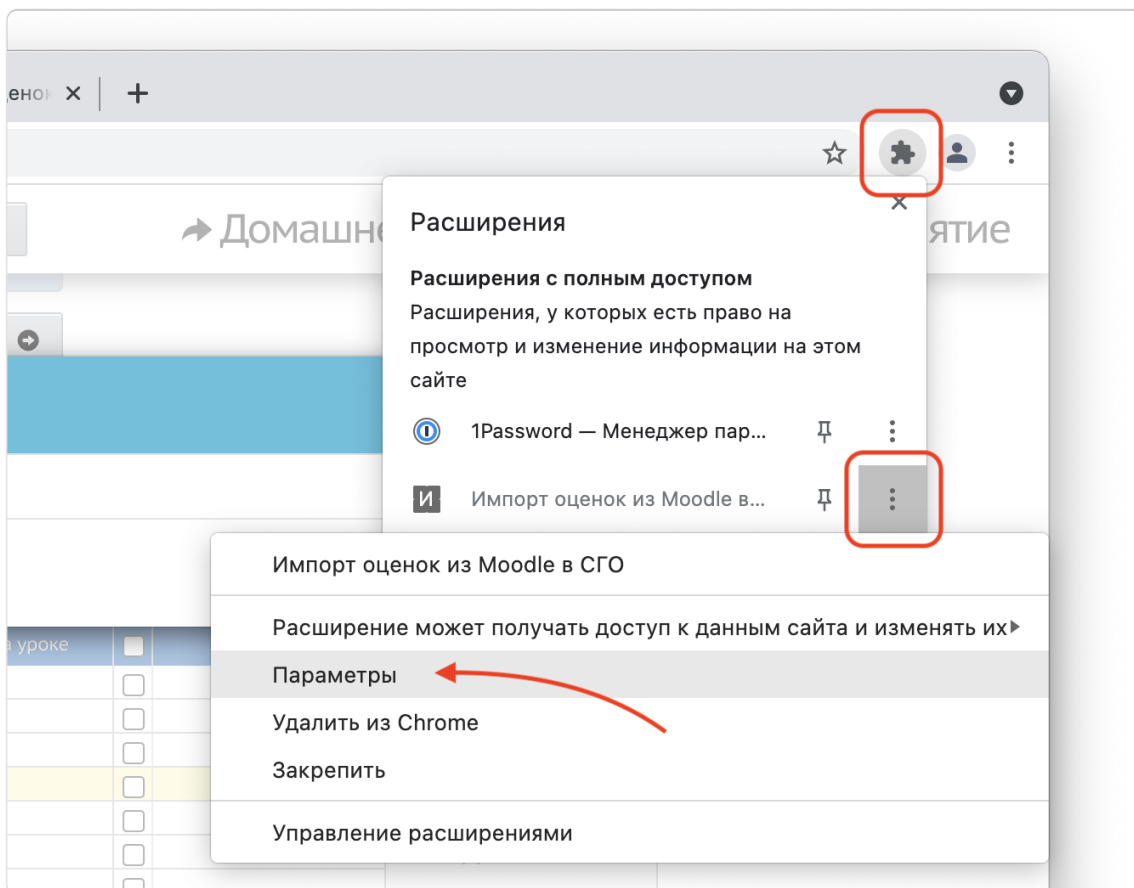 Домашне
ятие
Расширения
Расширения с полным доступом
Расширения, у которых есть право на
просмотр и изменение информации на этом
сайте
1Password — Менеджер пар...
И Импорт оценок из Moodle в...
Импорт оценок из Moodle в СГО
Расширение может получать доступ к данным сайта и изменять их
уроке
Параметры
Удалить из Chrome
Закрепить
Управление расширениями